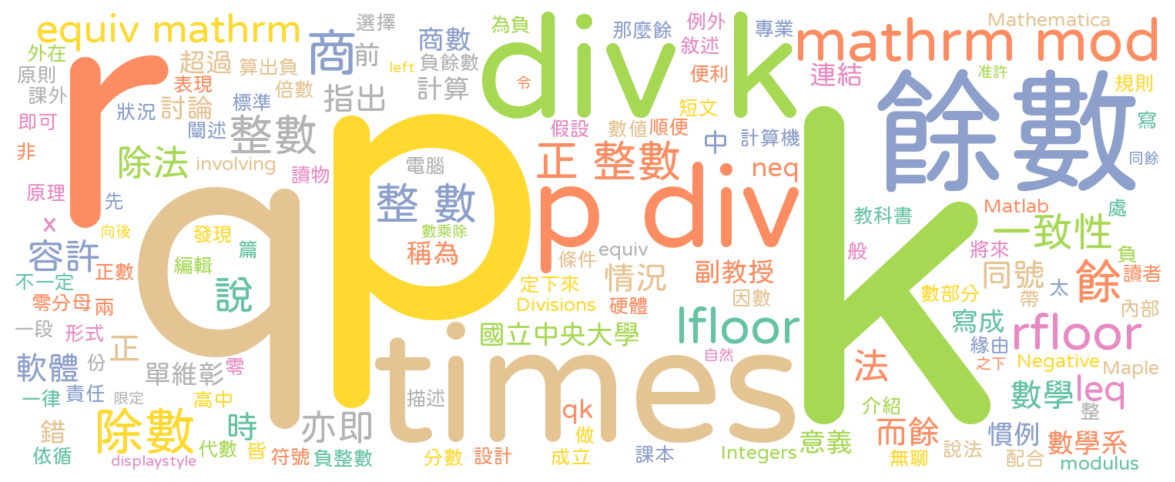 equiv mathrm
外在
原則
課外
即可
非
超過
算出負
表現
倍數
狀況
討論
闡述
標準
商
前
指出
商數
負餘數
left
計算
整數
除法
involving
讀物
r
q
p
times
div k
k
為負
那麼餘
選擇
例外
敘述
專業
便利
令
短文
假設
數值
順便
中
計算機
正 整數
neq
電腦
整 數
數乘除
稱為
p div
equiv
條件
情況
定下來
Divisions
硬體
副教授
因數
mathrm mod
Mathematica
連結
准許
規則
寫
同餘
餘數
Matlab
處
教科書
一致性
般
將來
負
同號
餘
讀者
帶
太
內部
數部分
寫成
rfloor
緣由
之下
Negative
Maple
lfloor
國立中央大學
自然
法
數學
leq
整
介紹
而餘
慣例
數學系
無聊
說法
配合
modulus
意義
Integers
課本
qk
做
成立
設計
分數
描述
亦即
負整數
符號
皆
代數
高中
時
零
單維彰
除數
限定
displaystyle
正
份
責任
軟體
一律
錯
依循
一段
形式
零分母
兩
不一定
正數
容許
x
向後
先
原理
發現
篇
編輯
說